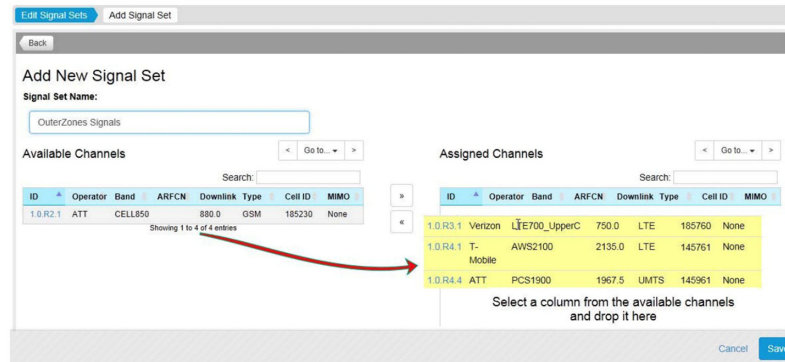 Edit Signal Sets Add Signal Set
Back
Add New Signal Set
Signal Set Name:
OuterZones Signals
Available Channels
< Go to... >
Search:
ID Operator Band ARFCN Downlink Type Cell ID MIMO
1.0.R2.1 ATT CELL850 880.0 GSM 185230 None
Showing 1 to 4 of 4 entries
»
«
Assigned Channels
< Go to... >
Search:
ID Operator Band ARFCN Downlink Type Cell ID MIMO
1.0.R3.1 Verizon LTE700_UpperC 750.0 LTE 185760 None
1.0.R4.1 T-Mobile AWS2100 2135.0 LTE 145761 None
1.0.R4.4 ATT PCS1900 1967.5 UMTS 145961 None
Select a column from the available channels
and drop it here
Cancel Save